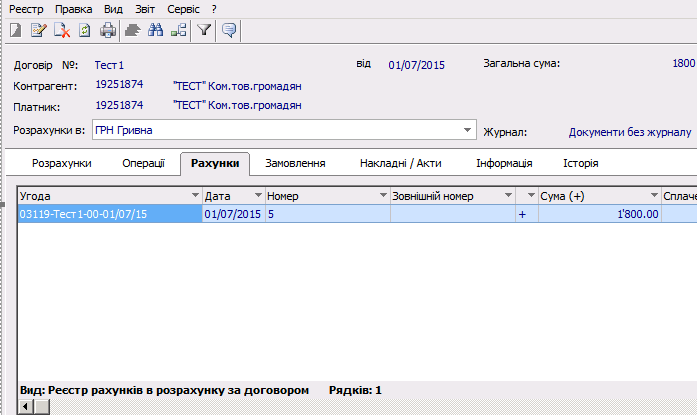 Реєстр Правка Вид Звіт Сервіс ?
Договір №: Тест1 від 01/07/2015 Загальна сума: 1800
Контрагент: 19251874 "ТЕСТ" Ком.тов.громадян
Платник: 19251874 "ТЕСТ" Ком.тов.громадян
Розрахунки в: ГРН Гривна Журнал: Документи без журналу
Розрахунки Операції Рахунки Замовлення Накладні / Акти Інформація Історія
Угода Дата Номер Зовнішній номер Сума (+) Сплаче
03119-Тест1-00-01/07/15 01/07/2015 5 + 1'800.00
Вид: Реєстр рахунків в розрахунку за договором Рядків: 1